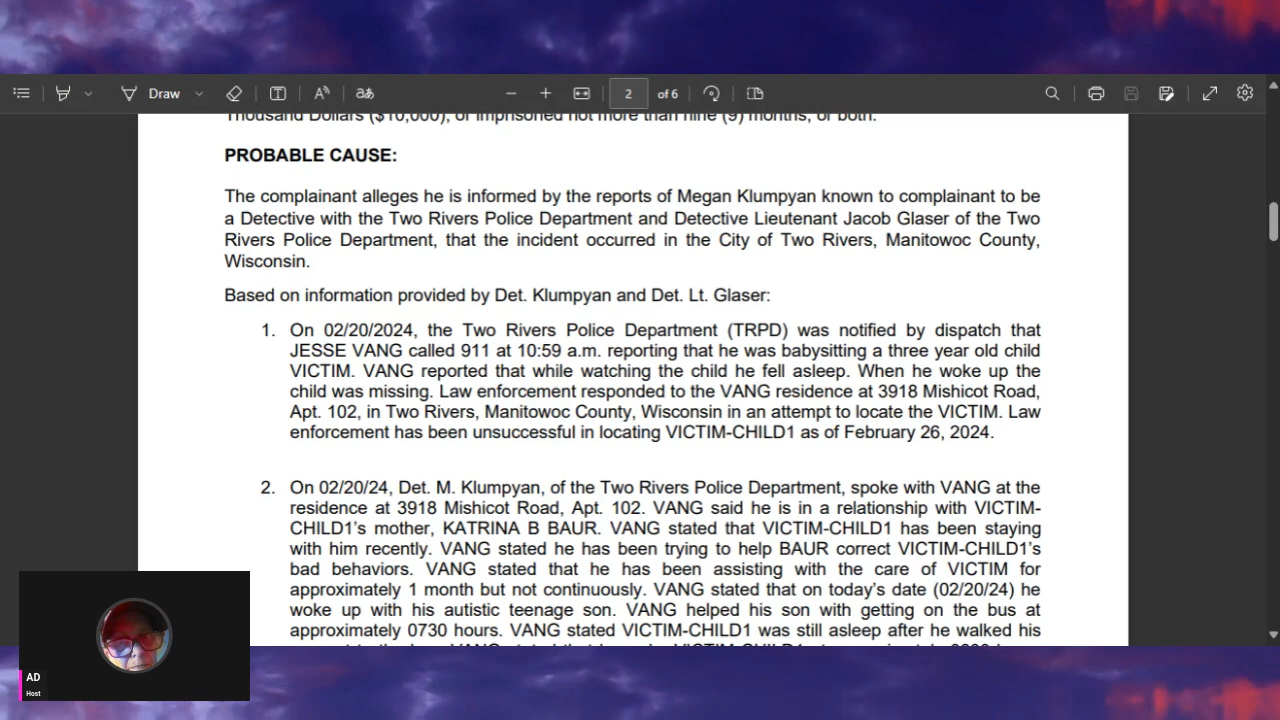 Draw
2
of 6
Thousand Dollars ($10,000), or imprisoned not more than nine (9) months, or both.
PROBABLE CAUSE:
The complainant alleges he is informed by the reports of Megan Klumpyan known to complainant to be
a Detective with the Two Rivers Police Department and Detective Lieutenant Jacob Glaser of the Two
Rivers Police Department, that the incident occurred in the City of Two Rivers, Manitowoc County,
Wisconsin.
Based on information provided by Det. Klumpyan and Det. Lt. Glaser:
1. On 02/20/2024, the Two Rivers Police Department (TRPD) was notified by dispatch that
JESSE VANG called 911 at 10:59 a.m. reporting that he was babysitting a three year old child
VICTIM. VANG reported that while watching the child he fell asleep. When he woke up the
child was missing. Law enforcement responded to the VANG residence at 3918 Mishicot Road,
Apt. 102, in Two Rivers, Manitowoc County, Wisconsin in an attempt to locate the VICTIM. Law
enforcement has been unsuccessful in locating VICTIM-CHILD1 as of February 26, 2024.
2. On 02/20/24, Det. M. Klumpyan, of the Two Rivers Police Department, spoke with VANG at the
residence at 3918 Mishicot Road, Apt. 102. VANG said he is in a relationship with VICTIM-
CHILD1's mother, KATRINA B BAUR. VANG stated that VICTIM-CHILD1 has been staying
with him recently. VANG stated he has been trying to help BAUR correct VICTIM-CHILD1's
bad behaviors. VANG stated that he has been assisting with the care of VICTIM for
approximately 1 month but not continuously. VANG stated that on today's date (02/20/24) he
woke up with his autistic teenage son. VANG helped his son with getting on the bus at
approximately 0730 hours. VANG stated VICTIM-CHILD1 was still asleep after he walked his
AD
Host